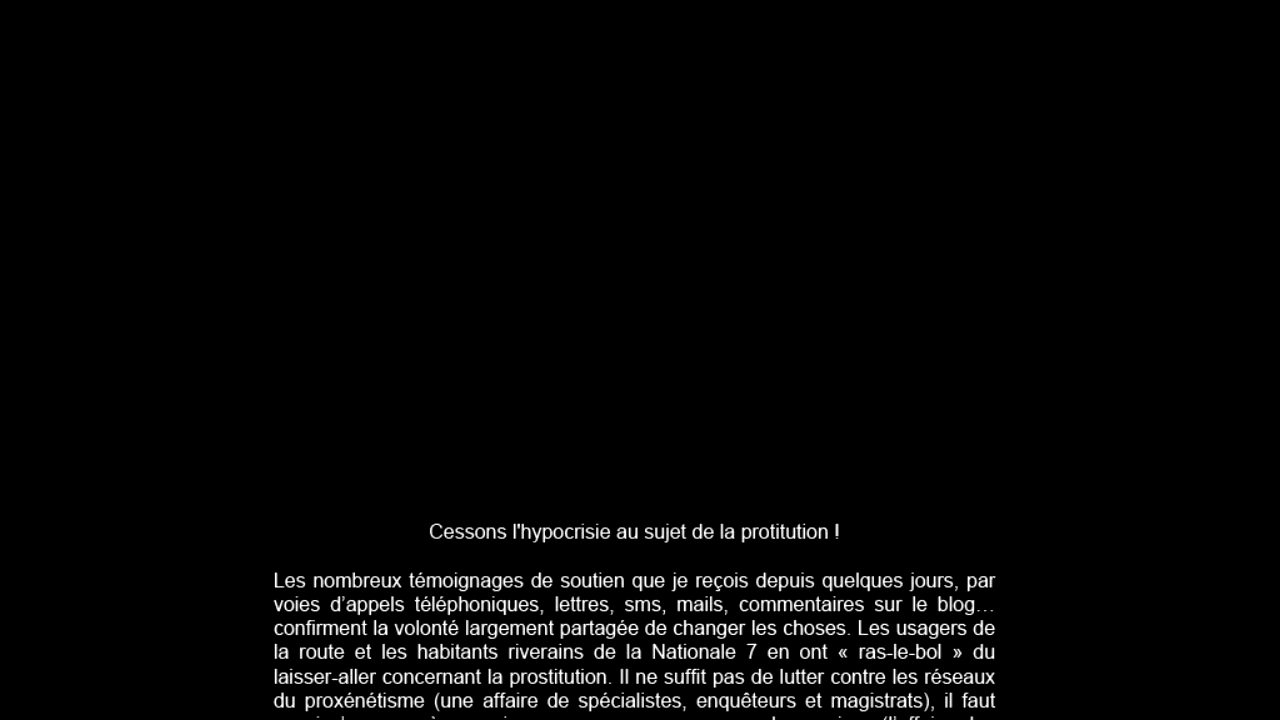 Cessons l'hypocrisie au sujet de la protitution !
Les nombreux témoignages de soutien que je reçois depuis quelques jours, par
voies d’appels téléphoniques, lettres, sms, mails, commentaires sur le blog…
confirment la volonté largement partagée de changer les choses. Les usagers de
la route et les habitants riverains de la Nationale 7 en ont « ras-le-bol » du
laisser-aller concernant la prostitution. Il ne suffit pas de lutter contre les réseaux
du proxénétisme (une affaire de spécialistes, enquêteurs et magistrats), il faut